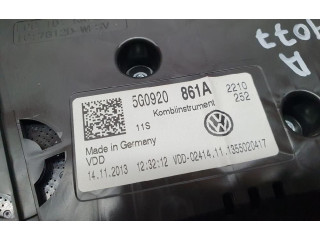 5G0920 861A 2210
Kombiinstrument 252
11S
Made in Germany
VDD
14.11.2013 12:32:12 VDD-02414.11.1355020417
A